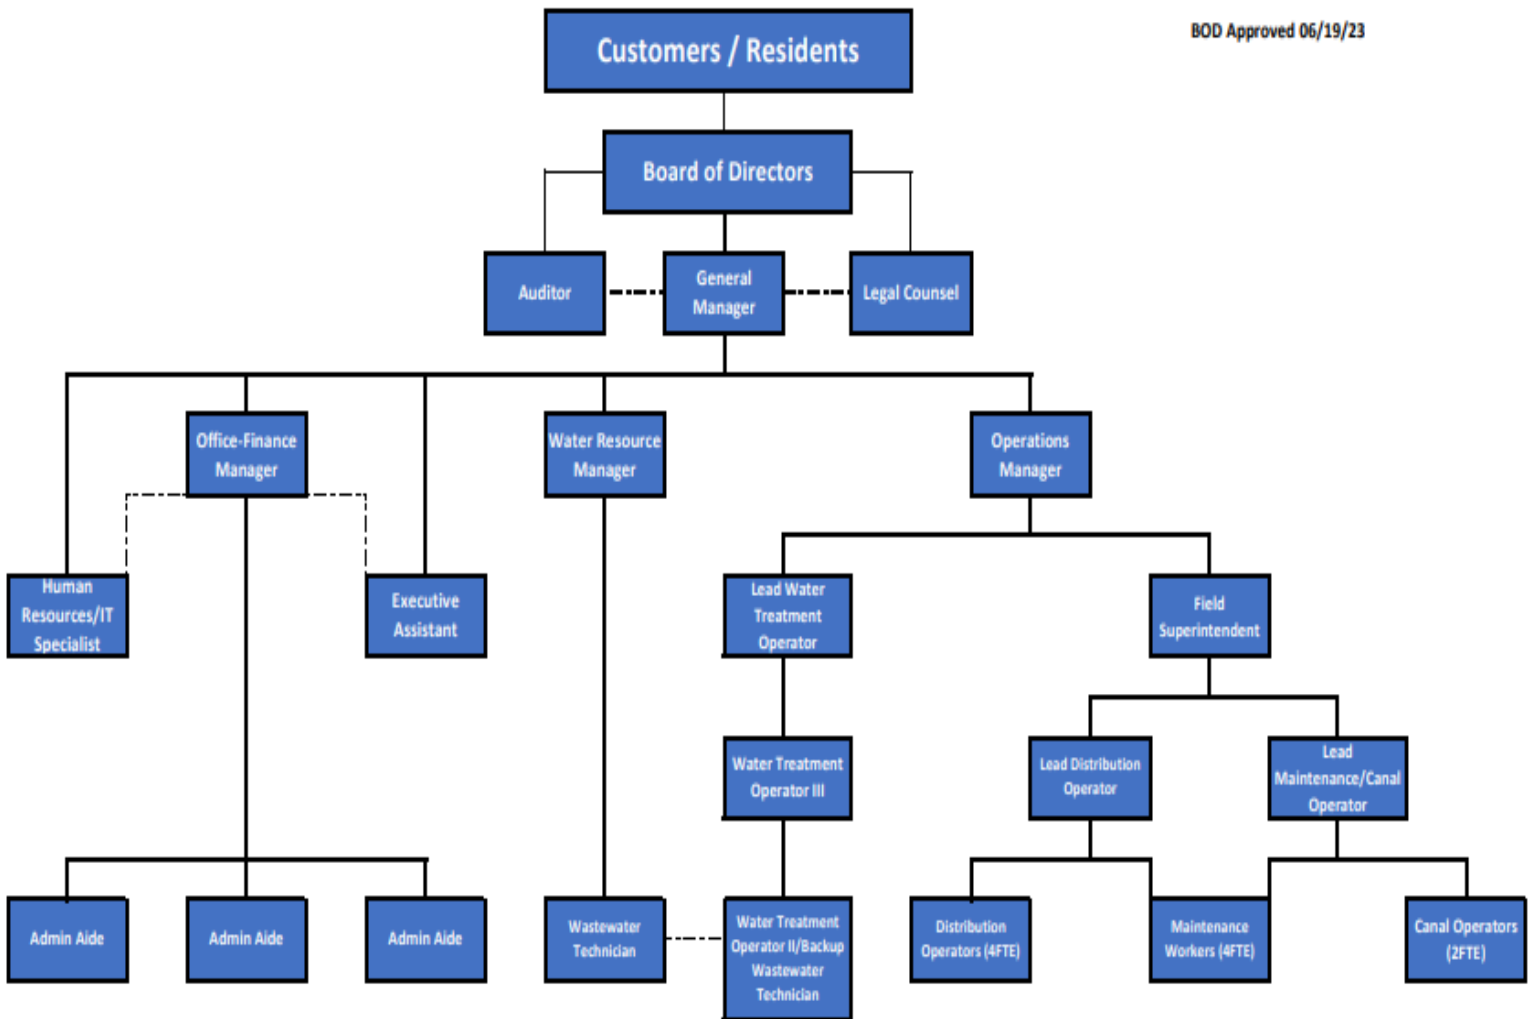 BOD Approved 06/19/23
Customers / Residents
Board of Directors
Auditor
General
Manager
Legal Counsel
Office-Finance
Manager
Water Resource
Manager
Operations
Manager
Human
Resources/IT
Specialist
Executive
Assistant
Lead Water
Treatment
Operator
Field
Superintendent
Water Treatment
Operator III
Lead Distribution
Operator
Lead
Maintenance/Canal
Operator
Admin Aide
Admin Aide
Admin Aide
Wastewater
Technician
Water Treatment
Operator II/Backup
Wastewater
Technician
Distribution
Operators (4FTE)
Maintenance
Workers (4FTE)
Canal Operators
(2FTE)